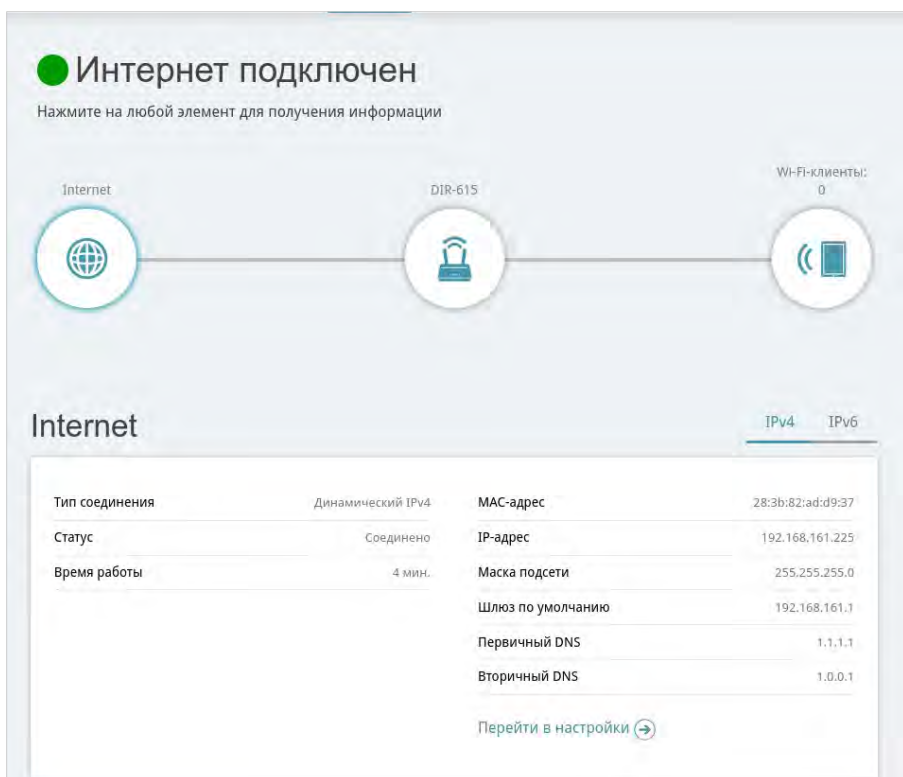 Интернет подключен
Нажмите на любой элемент для получения информации
Internet
DIR-615
Wi-Fi-клиенты:
0
Internet
IPv4 IPv6
Тип соединения Динамический IPv4
Статус Соединено
Время работы 4 мин.
MAC-адрес 28:3b:82:ad:d9:37
IP-адрес 192.168.161.225
Маска подсети 255.255.255.0
Шлюз по умолчанию 192.168.161.1
Первичный DNS 1.1.1.1
Вторичный DNS 1.0.0.1
Перейти в настройки